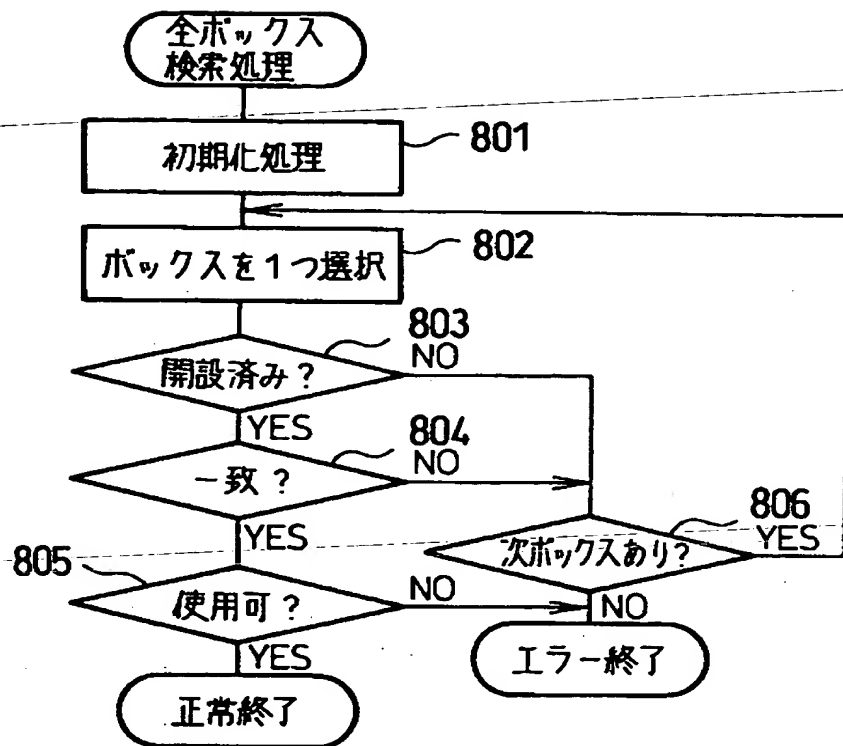 全ボックス
検索処理
初期化処理
801
ボックスを1つ選択
802
開設済み?
803
NO
YES
一致?
804
NO
YES
805
使用可?
NO
YES
次ボックスあり?
806
YES
NO
エラー終了
正常終了